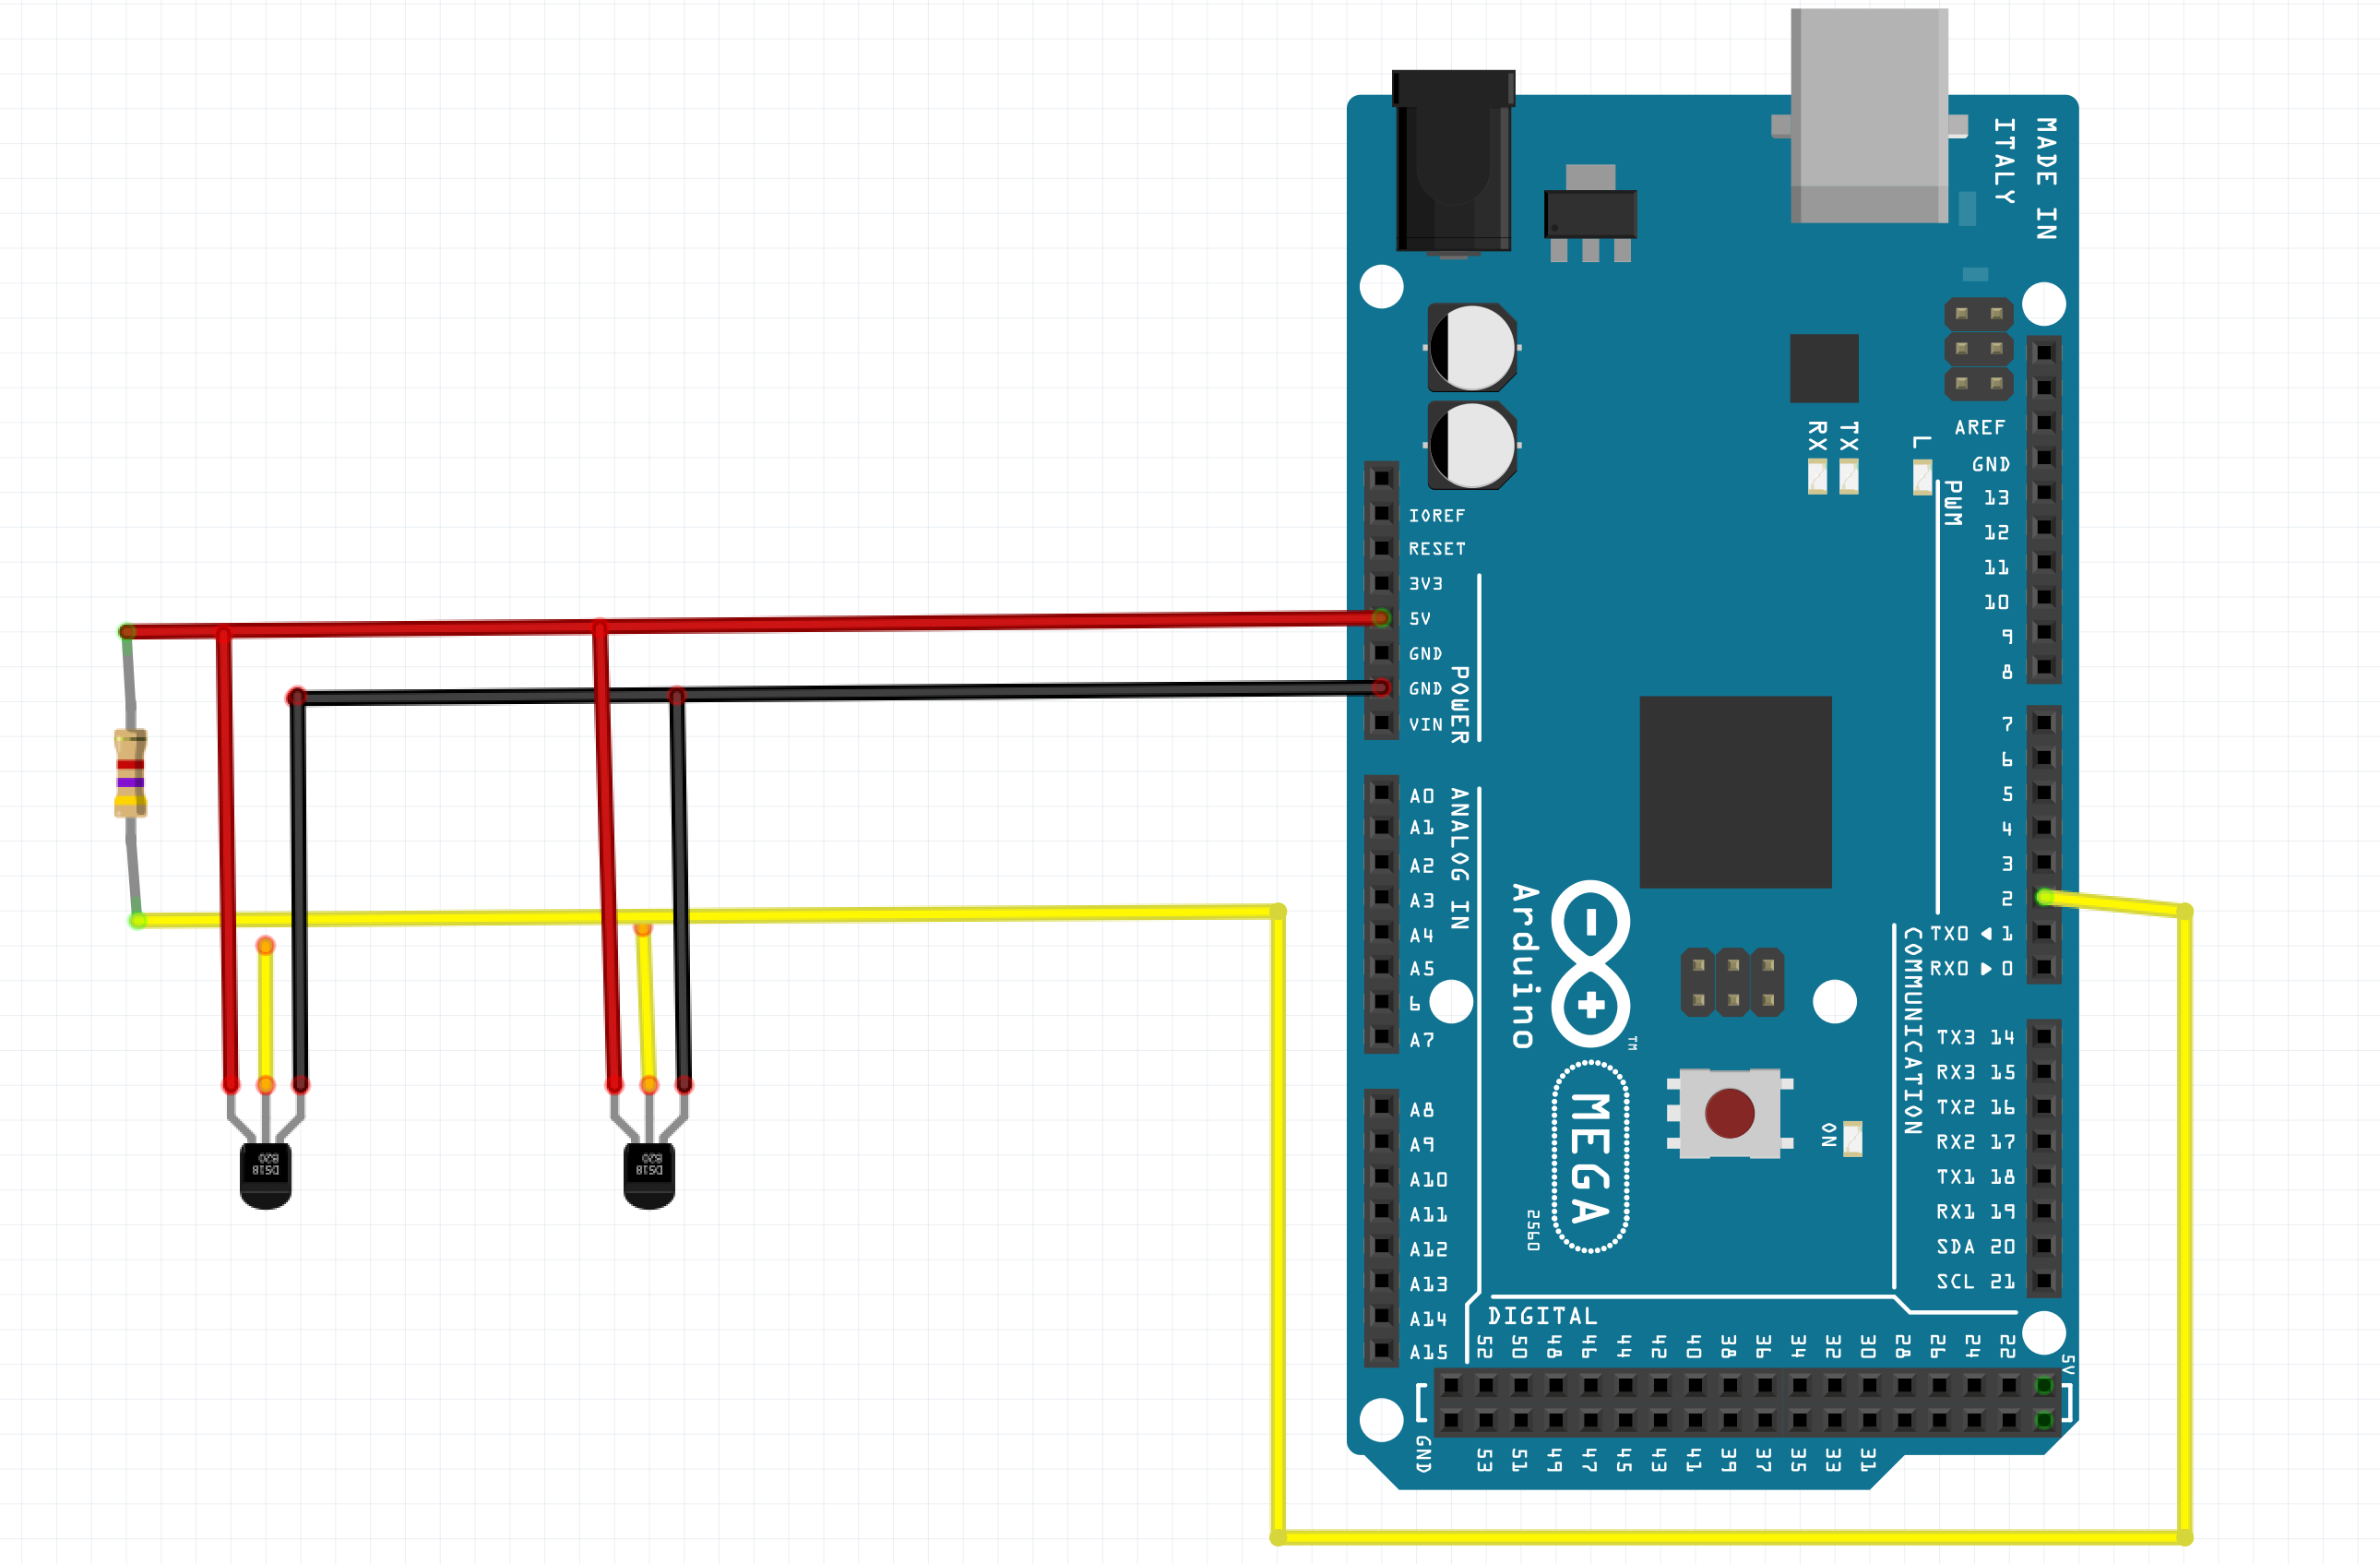 MADE IN
ITALY
AREF
GND
13
12
11
10
9
8
PWM
RX
TX
L
IOREF
RESET
3V3
5V
GND
GND
VIN
POWER
7
6
5
4
3
2
TX0 ◀ 1
RX0 ▶ 0
A0
A1
A2
A3
A4
A5
6
A7
ANALOG IN
Arduino
TM
MEGA
2560
COMMUNICATION
TX3 14
RX3 15
TX2 16
RX2 17
TX1 18
RX1 19
SDA 20
SCL 21
ON
A8
A9
A10
A11
A12
A13
A14
A15
DS18
B20
DS18
B20
DIGITAL
52 50 48 46 44 42 40 38 36 34 32 30 28 26 24 22
5V
GND
53 51 49 47 45 43 41 39 37 35 33 31